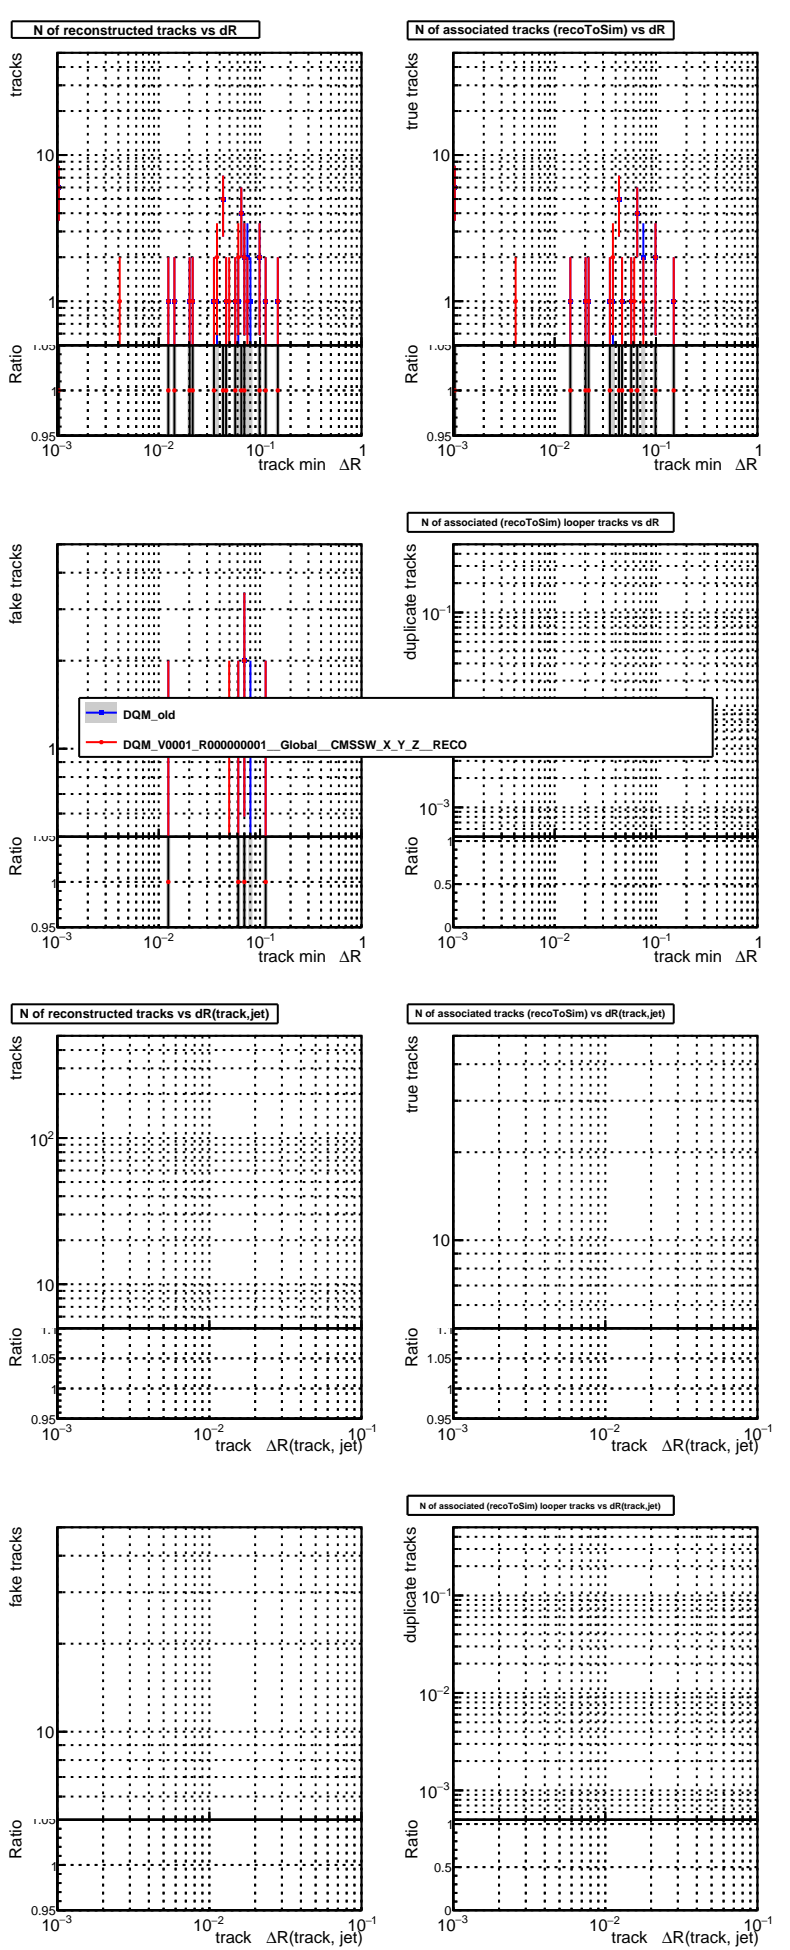 N of reconstructed tracks vs dR
tracks
10
1
Ratio
1.05
1
0.95
10−3
10−2
10−1
1
track min ΔR
N of associated tracks (recoToSim) vs dR
true tracks
10
1
Ratio
1.05
1
0.95
10−3
10−2
10−1
1
track min ΔR
fake tracks
1
Ratio
1.05
1
0.95
10−3
10−2
10−1
1
track min ΔR
N of associated (recoToSim) looper tracks vs dR
duplicate tracks
10−1
10−3
Ratio
1
0.5
0
10−3
10−2
10−1
1
track min ΔR
DQM_old
DQM_V0001_R000000001__Global__CMSSW_X_Y_Z__RECO
N of reconstructed tracks vs dR(track,jet)
tracks
10²
10
Ratio
1.1
1.05
1
0.95
10−3
10−2
10−1
track ΔR(track, jet)
N of associated tracks (recoToSim) vs dR(track,jet)
true tracks
10
Ratio
1.1
1.05
1
0.95
10−3
10−2
10−1
track ΔR(track, jet)
fake tracks
10
Ratio
1.05
1
0.95
10−3
10−2
10−1
track ΔR(track, jet)
N of associated (recoToSim) looper tracks vs dR(track,jet)
duplicate tracks
10−1
10−2
10−3
Ratio
1
0.5
0
10−3
10−2
10−1
track ΔR(track, jet)